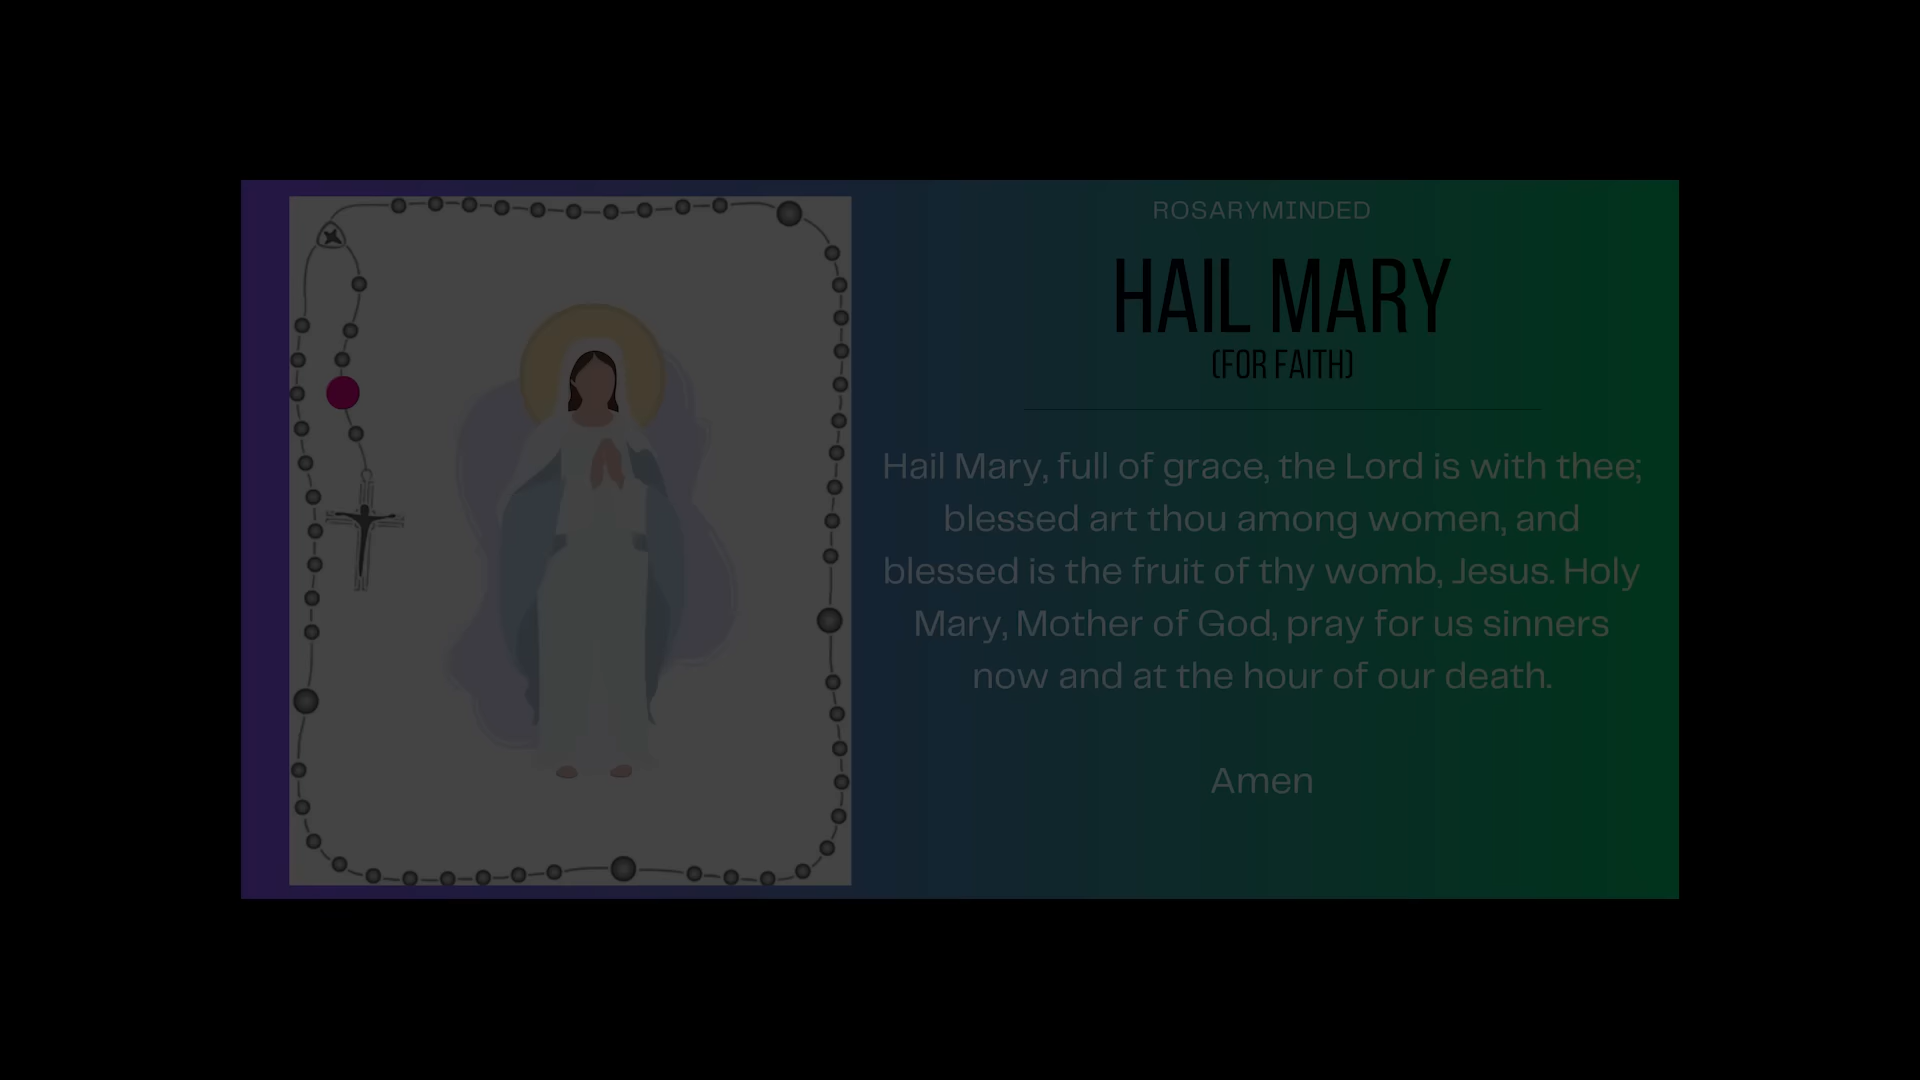 ROSARYMINDED
HAIL MARY
(FOR FAITH)
Hail Mary, full of grace, the Lord is with thee;
blessed art thou among women, and
blessed is the fruit of thy womb, Jesus. Holy
Mary, Mother of God, pray for us sinners
now and at the hour of our death.
Amen